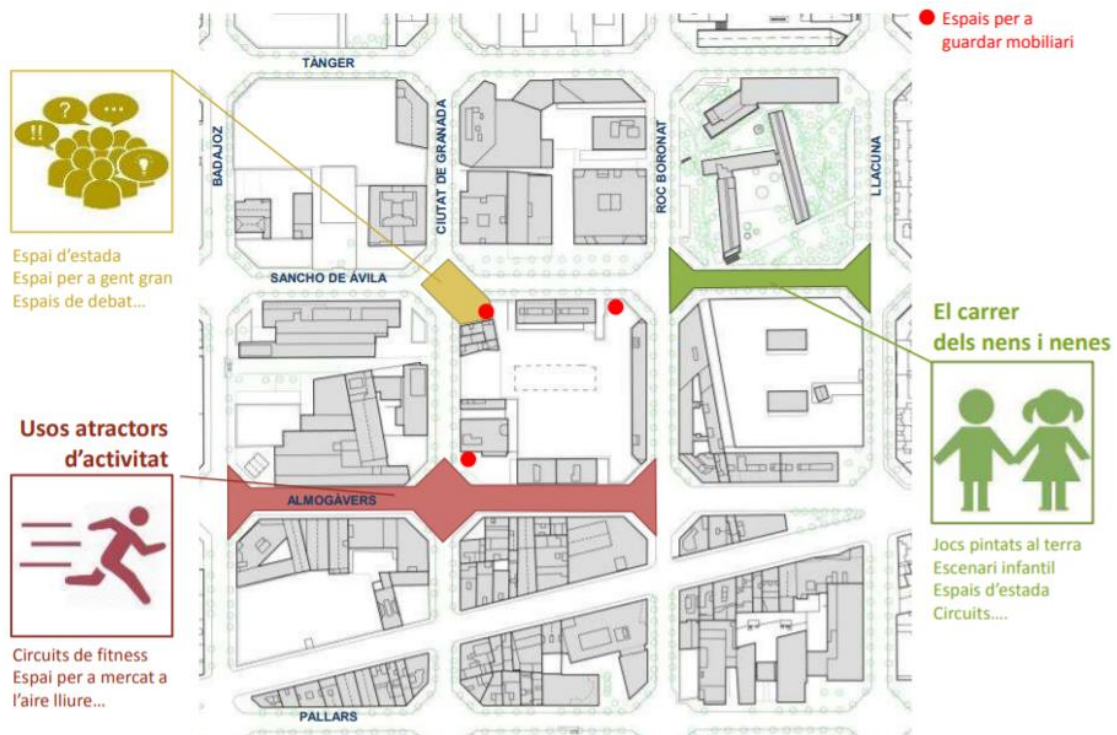 Espais per a
guardar mobiliari
TÀNGER
BADAJOZ
CIUTAT DE GRANADA
ROC BORONAT
LLACUNA
?
...
!!
!
Espai d'estada
Espai per a gent gran
Espais de debat...
SANCHO DE ÁVILA
El carrer
dels nens i nenes
Usos atractors
d'activitat
ALMOGÀVERS
Jocs pintats al terra
Escenari infantil
Espais d'estada
Circuits....
Circuits de fitness
Espai per a mercat a
l'aire lliure...
PALLARS